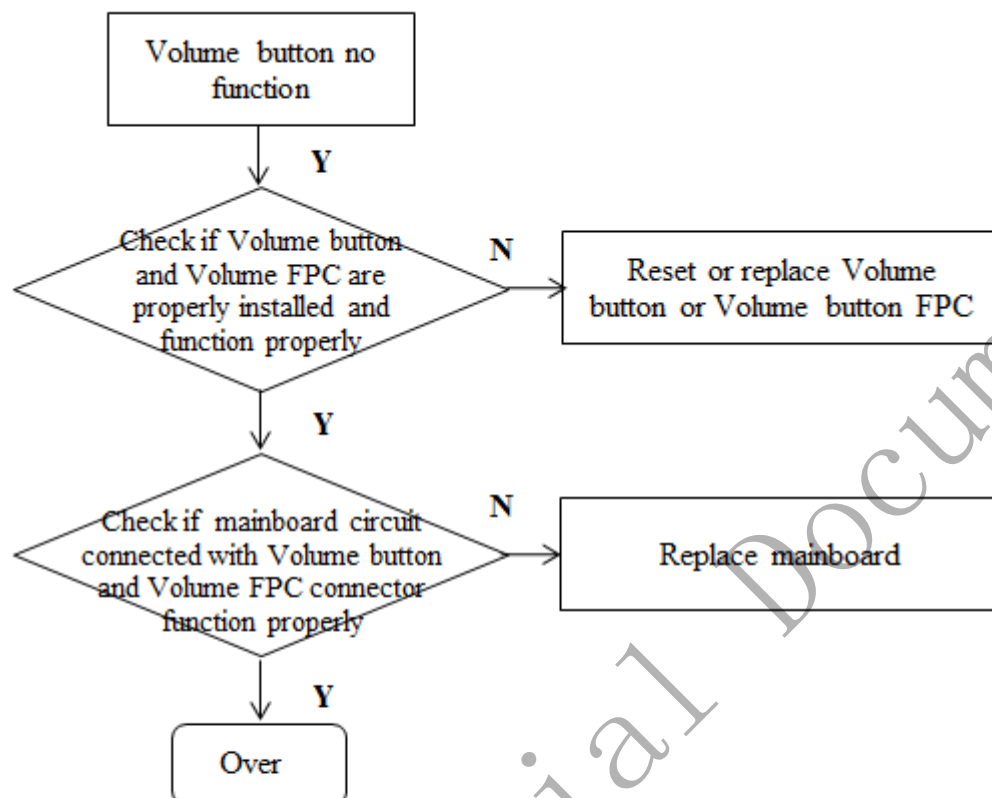 Volume button no
function
Y
Check if Volume button
and Volume FPC are
properly installed and
function properly
N
Reset or replace Volume
button or Volume button FPC
Y
Check if mainboard circuit
connected with Volume button
and Volume FPC connector
function properly
N
Replace mainboard
Y
Over
ial Docum